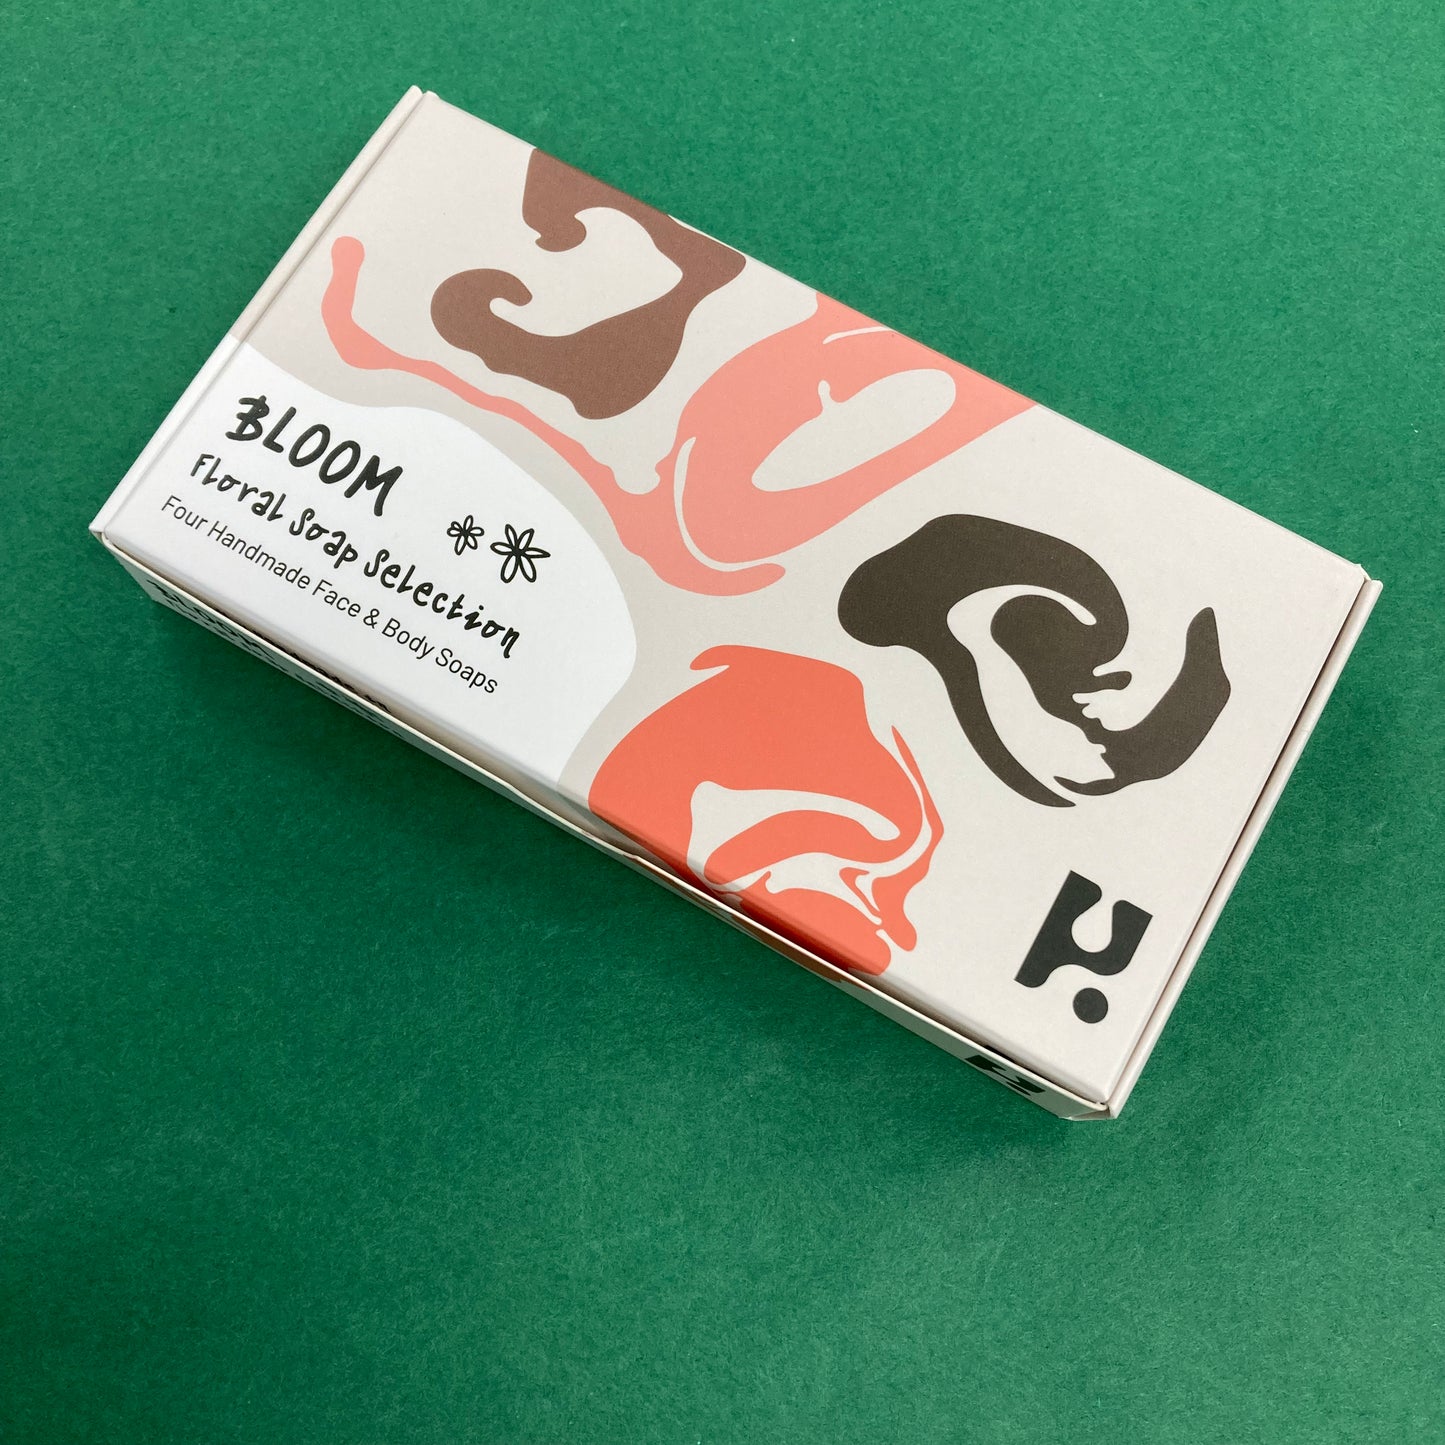 BLOOM
Floral Soap Selection
Four Handmade Face & Body Soaps